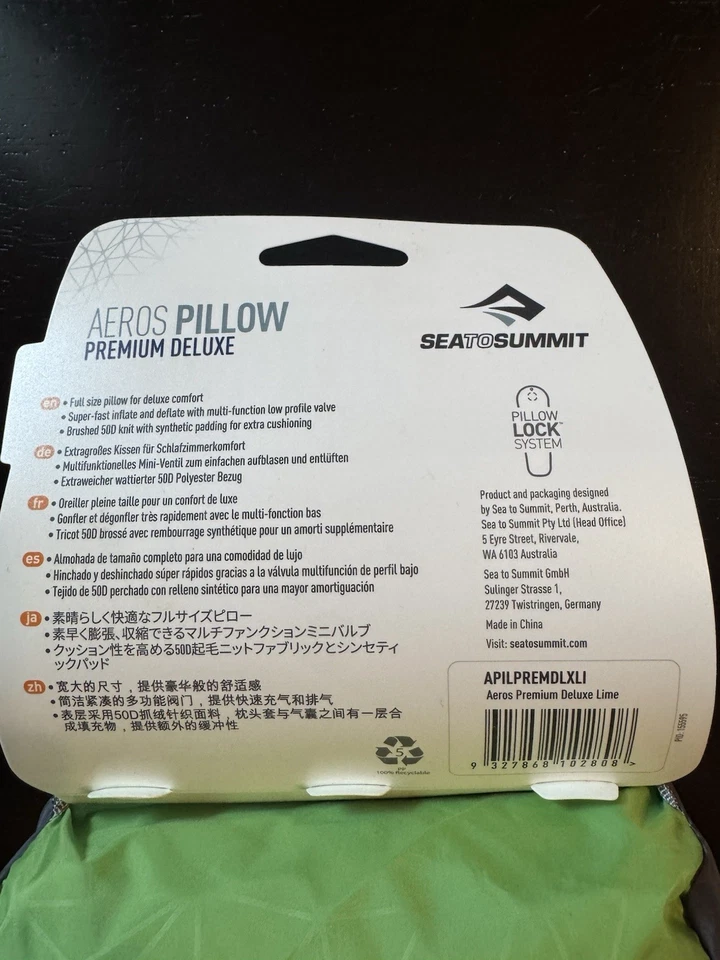 AEROS PILLOW
PREMIUM DELUXE
en • Full size pillow for deluxe comfort
• Super-fast inflate and deflate with multi-function low profile valve
• Brushed 50D knit with synthetic padding for extra cushioning
de • Extragroßes Kissen für Schlafzimmerkomfort
• Multifunktionelles Mini-Ventil zum einfachen aufblasen und entlüften
• Extraweicher wattierter 50D Polyester Bezug
fr • Oreiller pleine taille pour un confort de luxe
• Gonfler et dégonfler très rapidement avec le multi-fonction bas
• Tricot 50D brossé avec rembourrage synthétique pour un amorti supplémentaire
es • Almohada de tamaño completo para una comodidad de lujo
• Hinchado y deshinchado súper rápidos gracias a la válvula multifunción de perfil bajo
• Tejido de 50D perchado con relleno sintético para una mayor amortiguación
ja • 素晴らしく快適なフルサイズピロー
• 素早く膨張、収縮できるマルチファンクションミニバルブ
• クッション性を高める50D起毛ニットファブリックとシンセティ
ックパッド
zh • 宽大的尺寸，提供豪华般的舒适感
• 简洁紧凑的多功能阀门，提供快速充气和排气
• 表层采用50D抓绒针织面料，枕头套与气囊之间有一层合
成填充物，提供额外的缓冲性
SEATOSUMMIT
PILLOW
LOCK™
SYSTEM
Product and packaging designed
by Sea to Summit, Perth, Australia.
Sea to Summit Pty Ltd (Head Office)
5 Eyre Street, Rivervale,
WA 6103 Australia
Sea to Summit GmbH
Sulinger Strasse 1,
27239 Twistringen, Germany
Made in China
Visit: seatosummit.com
APILPREMDLXLI
Aeros Premium Deluxe Lime
9 327868 102808 >
PID: 155595
5
PP
100% Recyclable